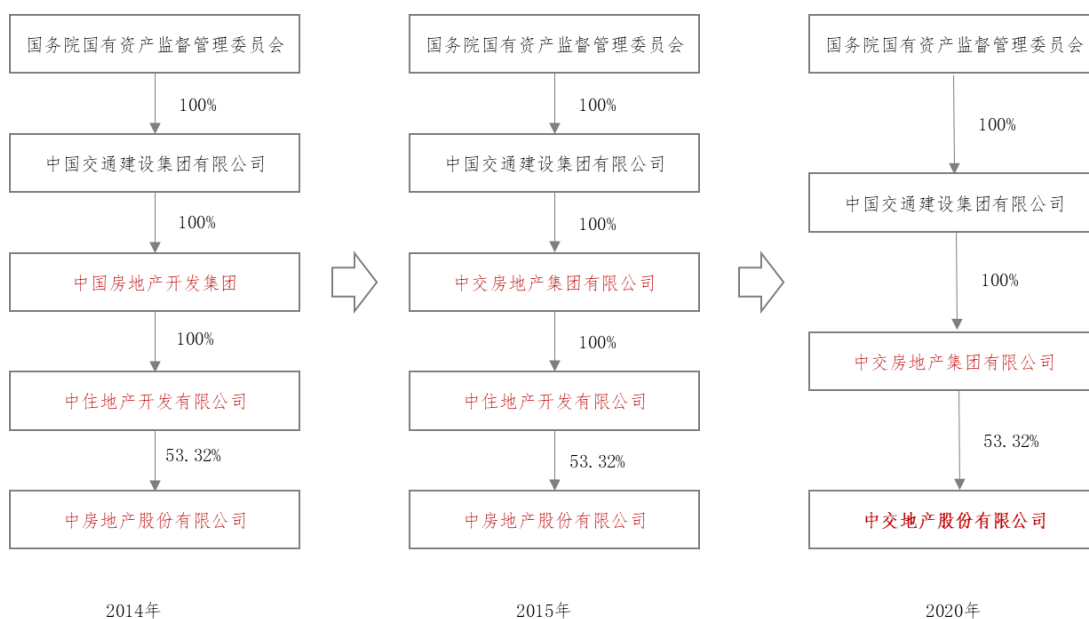 国务院国有资产监督管理委员会
100%
中国交通建设集团有限公司
100%
中国房地产开发集团
100%
中住地产开发有限公司
53.32%
中房地产股份有限公司
2014年
国务院国有资产监督管理委员会
100%
中国交通建设集团有限公司
100%
中交房地产集团有限公司
100%
中住地产开发有限公司
53.32%
中房地产股份有限公司
2015年
国务院国有资产监督管理委员会
100%
中国交通建设集团有限公司
100%
中交房地产集团有限公司
53.32%
中交地产股份有限公司
2020年